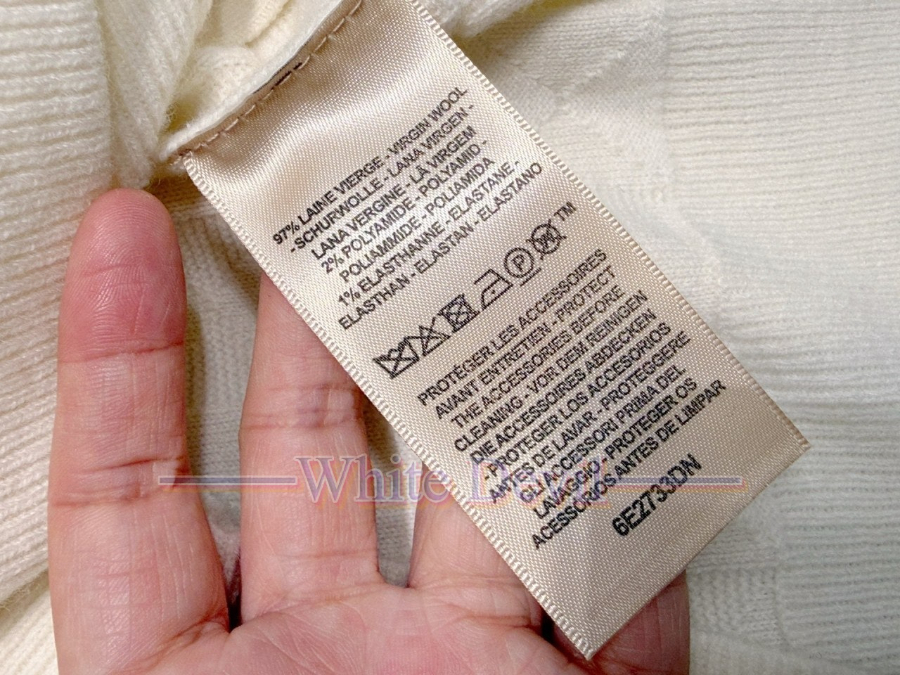 97% LAINE VIERGE - VIRGIN WOOL
- SCHURWOLLE - LANA VIRGEN -
LANA VERGINE - LÃ VIRGEM
2% POLYAMIDE - POLYAMID -
POLIAMMIDE - POLIAMIDA
1% ELASTHANNE - ELASTANE -
ELASTHAN - ELASTAN - ELASTANO
P W TM
PROTÉGER LES ACCESSOIRES
AVANT ENTRETIEN - PROTECT
THE ACCESSORIES BEFORE
CLEANING - VOR DEM REINIGEN
DIE ACCESSOIRES ABDECKEN
PROTEGER LOS ACCESORIOS
ANTES DE LAVAR - PROTEGGERE
GLI ACCESSORI PRIMA DEL
LAVAGGIO - PROTEGER OS
ACESSORIOS ANTES DE LIMPAR
6E2733DN
White Devil